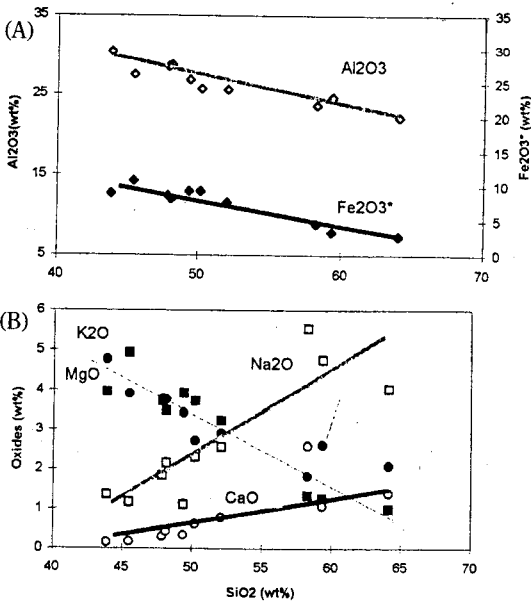 (A)
35
25
15
5
Al2O3(wt%)
Al2O3
Fe2O3*
35
30
25
20
15
10
5
0
Fe2O3* (wt%)
40 50 60 70
(B)
6
5
4
3
2
1
0
Oxides (wt%)
K2O
MgO
Na2O
CaO
40 45 50 55 60 65 70
SiO2 (wt%)